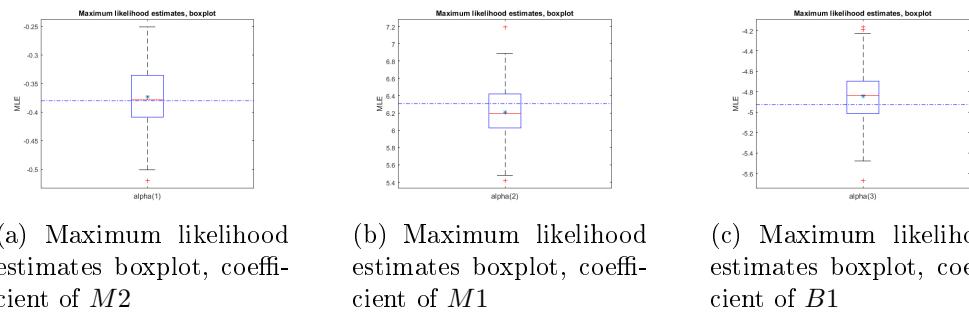 Maximum likelihood estimates, boxplot
-0.25
-0.3
-0.35
-0.4
-0.45
-0.5
MLE
alpha(1)
(a) Maximum likelihood
estimates boxplot, coeffi-
cient of M2
Maximum likelihood estimates, boxplot
7.2
7
6.8
6.6
6.4
6.2
6
5.8
5.6
5.4
MLE
alpha(2)
(b) Maximum likelihood
estimates boxplot, coeffi-
cient of M1
Maximum likelihood estimates, boxplot
-4.2
-4.4
-4.6
-4.8
-5
-5.2
-5.4
-5.6
MLE
alpha(3)
(c) Maximum likeliho
estimates boxplot, coe
cient of B1